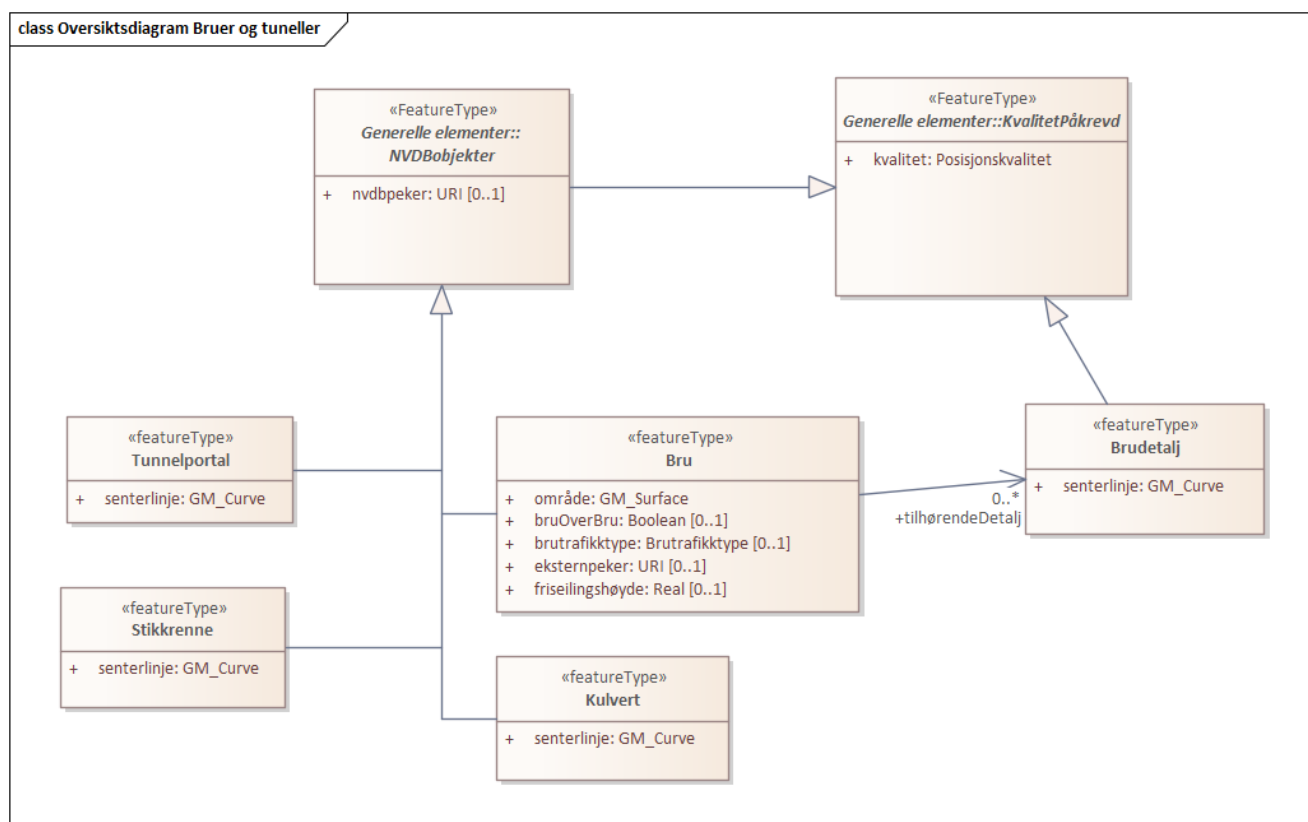 class Oversiktsdiagram Bruer og tuneller
«FeatureType»
Generelle elementer::
NVDBobjekter
+ nvdbpeker: URI [0..1]
«FeatureType»
Generelle elementer::KvalitetPåkrevd
+ kvalitet: Posisjonskvalitet
«featureType»
Tunnelportal
+ senterlinje: GM_Curve
«featureType»
Bru
+ område: GM_Surface
+ bruOverBru: Boolean [0..1]
+ brutrafikktype: Brutrafikktype [0..1]
+ eksternpeker: URI [0..1]
+ friseilingshøyde: Real [0..1]
0..*
+tilhørendeDetalj
«featureType»
Brudetalj
+ senterlinje: GM_Curve
«featureType»
Stikkrenne
+ senterlinje: GM_Curve
«featureType»
Kulvert
+ senterlinje: GM_Curve